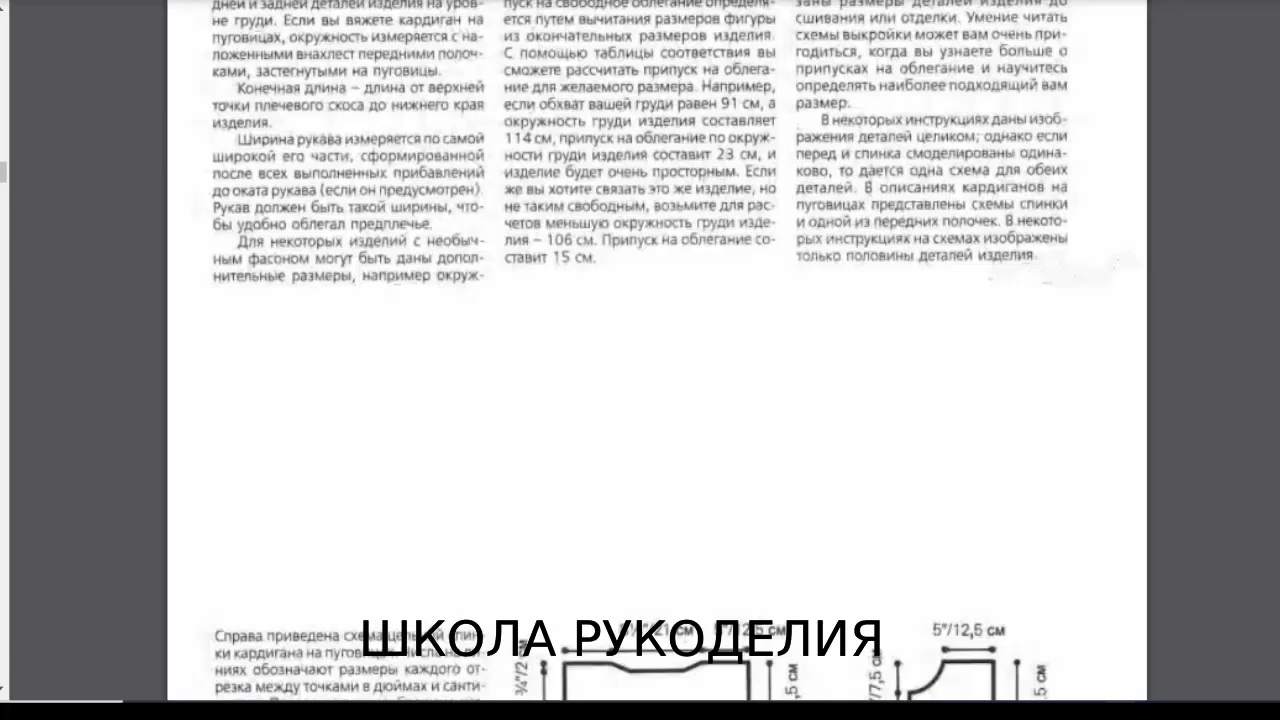 дней и задней деталей изделия на уров-
не груди. Если вы вяжете кардиган на
пуговицах, окружность измеряется с на-
ложенными внахлест передними полоч-
ками, застегнутыми на пуговицы.
Конечная длина – длина от верхней
точки плечевого скоса до нижнего края
изделия.
Ширина рукава измеряется по самой
широкой его части, сформированной
после всех выполненных прибавлений
до оката рукава (если он предусмотрен).
Рукав должен быть такой ширины, что-
бы удобно облегал предплечье.
Для некоторых изделий с необыч-
ным фасоном могут быть даны допол-
нительные размеры, например окруж-
пуск на свободное облегание определя-
ется путем вычитания размеров фигуры
из окончательных размеров изделия.
С помощью таблицы соответствия вы
сможете рассчитать припуск на облега-
ние для желаемого размера. Например,
если обхват вашей груди равен 91 см, а
окружность груди изделия составляет
114 см, припуск на облегание по окруж-
ности груди изделия составит 23 см, и
изделие будет очень просторным. Если
же вы хотите связать это же изделие, но
не таким свободным, возьмите для рас-
четов меньшую окружность груди изде-
лия – 106 см. Припуск на облегание со-
ставит 15 см.
заны размеры деталей изделия до
сшивания или отделки. Умение читать
схемы выкройки может вам очень при-
годиться, когда вы узнаете больше о
припусках на облегание и научитесь
определять наиболее подходящий вам
размер.
В некоторых инструкциях даны изоб-
ражения деталей целиком; однако если
перед и спинка смоделированы одина-
ково, то дается одна схема для обеих
деталей. В описаниях кардиганов на
пуговицах представлены схемы спинки
и одной из передних полочек. В некото-
рых инструкциях на схемах изображены
только половины деталей изделия.
Справа приведена
ки кардигана на
ниях обозначают размеры каждого от-
резка между точками в дюймах и санти-
ШКОЛА РУКОДЕЛИЯ
5"/12,5 см